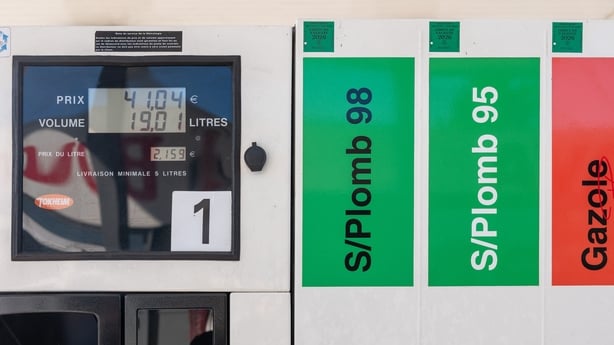 PRIX 41,04 €
VOLUME 19,01 LITRES
PRIX DU LITRE 2,159
LIVRAISON MINIMALE 5 LITRES
TOKHEIM
1
S/Plomb 98
S/Plomb 95
Gazole